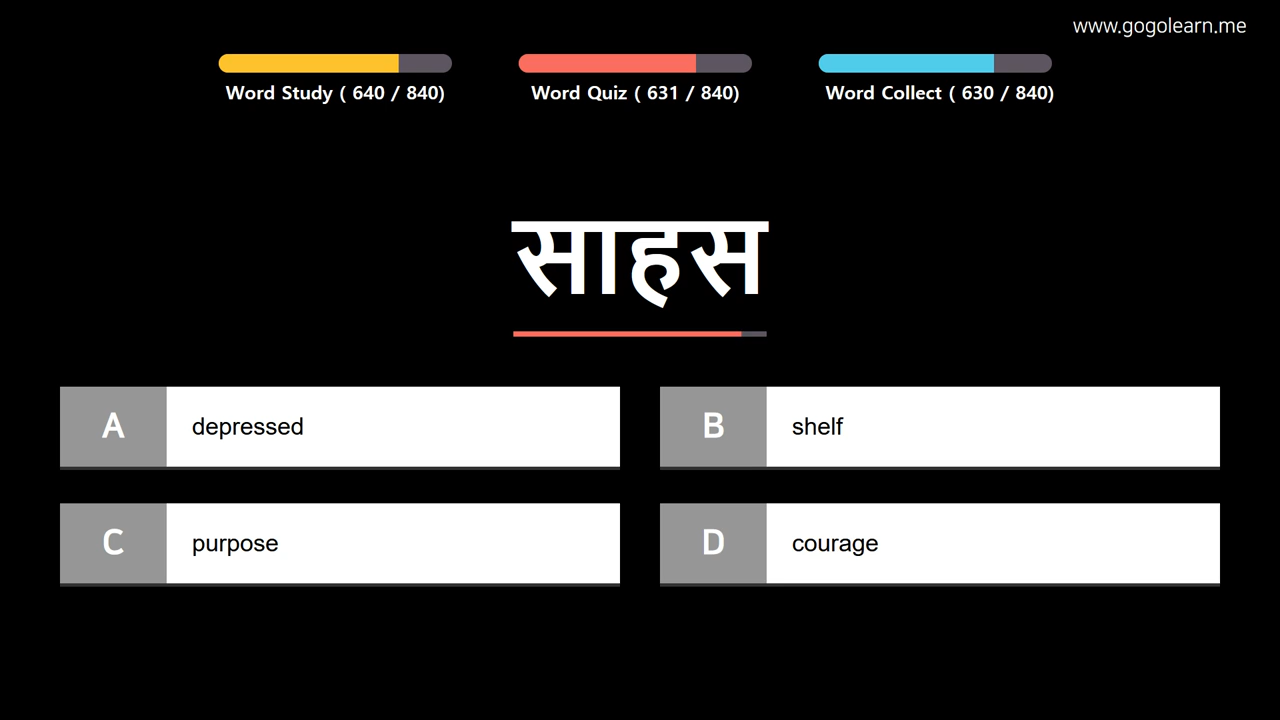 www.gogolearn.me
Word Study ( 640 / 840)
Word Quiz ( 631 / 840)
Word Collect ( 630 / 840)
साहस
A depressed
B shelf
C purpose
D courage